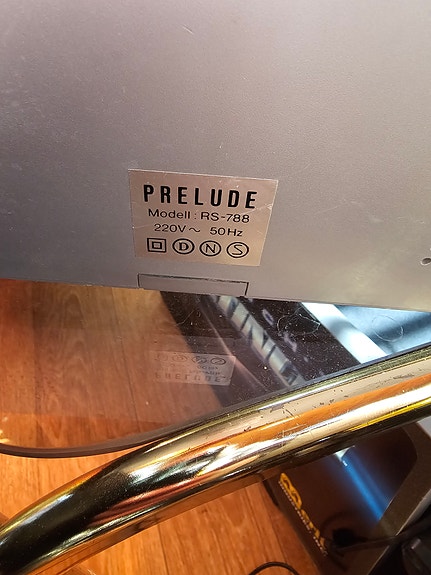 PRELUDE
Modell : RS-788
220V ~ 50Hz
D N S